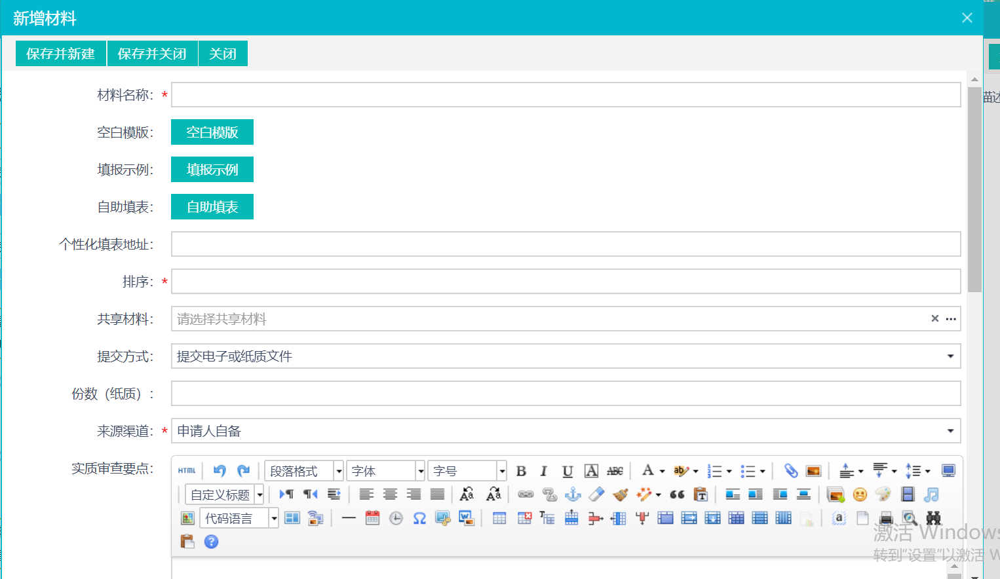 新增材料
保存并新建 保存并关闭 关闭
材料名称： *
描述
空白模版： 空白模版
填报示例： 填报示例
自助填表： 自助填表
个性化填表地址：
排序： *
共享材料： 请选择共享材料
提交方式： 提交电子或纸质文件
份数（纸质）：
来源渠道： * 申请人自备
实质审查要点： HTML 段落格式 字体 字号 B I U A ABC A ab
自定义标题
代码语言
激活 Windows
转到“设置”以激活 W